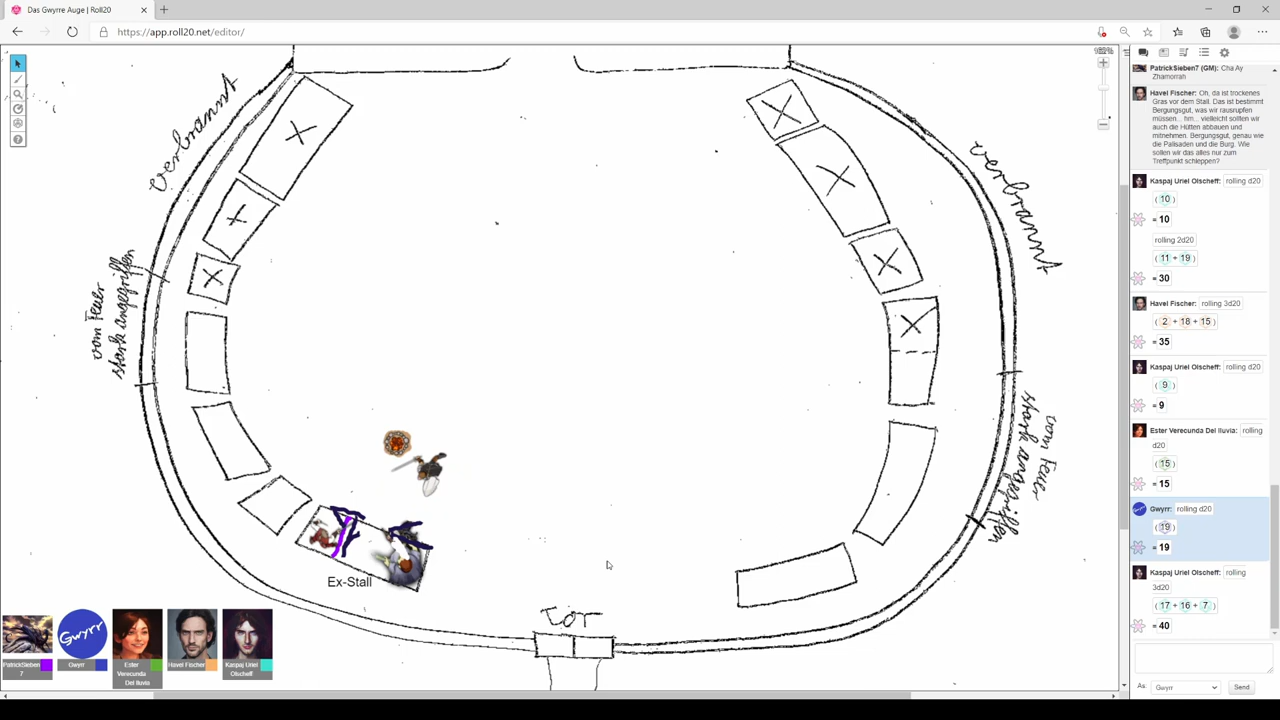 Das Gwyrre Auge | Roll20
https://app.roll20.net/editor/
PatrickSieben7 (GM): Cha Ay
Zhamorrah
Havel Fischer: Oh, da ist trockenes
Gras vor dem Stall. Das ist bestimmt
Bergungsgut, was wir rausrupfen
müssen... hm... vielleicht sollten wir
auch die Hütten abbauen und
mitnehmen. Bergungsgut, genau wie
die Palisaden und die Burg. Wie
sollen wir das alles nur zum
Treffpunkt schleppen?
Kaspaj Uriel Olscheff: rolling d20
(10)
= 10
rolling 2d20
(11 + 19)
= 30
Havel Fischer: rolling 3d20
(2 + 18 + 15)
= 35
Kaspaj Uriel Olscheff: rolling d20
(9)
= 9
Ester Verecunda Del Iluvia: rolling
d20
(15)
= 15
Gwyrr: rolling d20
(19)
= 19
Kaspaj Uriel Olscheff: rolling
3d20
(17 + 16 + 7)
= 40
As:
Gwyrr
Send
verbrannt
verbrannt
vom Feuer
stark angegriffen
vom Feuer
stark angegriffen
Ex-Stall
Tor
Gwyrr
PatrickSieben
7
Gwyrr
Ester
Verecunda
Del Iluvia
Havel Fischer
Kaspaj Uriel
Olscheff